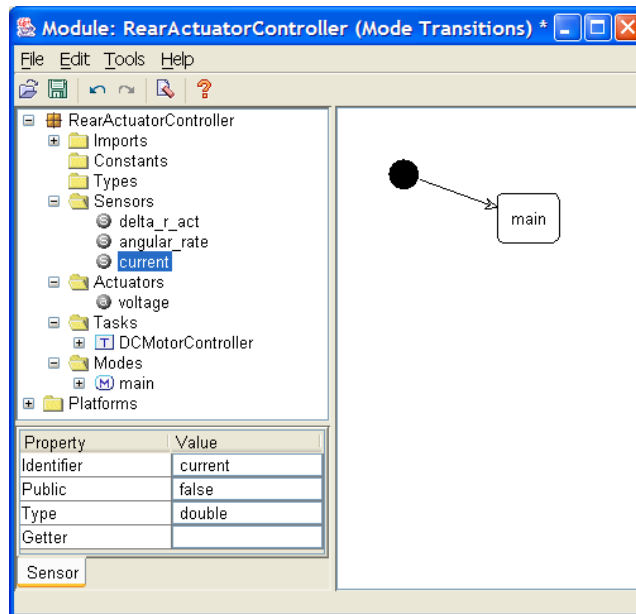 Module: RearActuatorController (Mode Transitions) *
File Edit Tools Help
RearActuatorController
Imports
Constants
Types
Sensors
delta_r_act
angular_rate
current
Actuators
voltage
Tasks
DCMotorController
Modes
main
Platforms
main
Property Value
Identifier current
Public false
Type double
Getter
Sensor